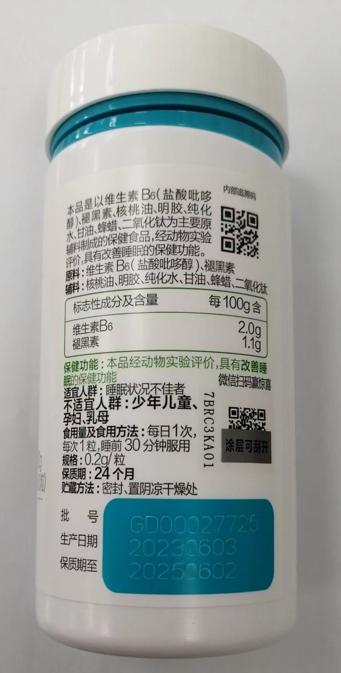 内部追溯码
本品是以维生素B6(盐酸吡哆
醇)、褪黑素、核桃油、明胶、纯化
水、甘油、蜂蜡、二氧化钛为主要原
辅料制成的保健食品,经动物实验
评价,具有改善睡眠的保健功能。
原料:维生素B6(盐酸吡哆醇)、褪黑素
辅料:核桃油、明胶、纯化水、甘油、蜂蜡、二氧化钛
标志性成分及含量 每100g含
维生素B6 2.0g
褪黑素 1.1g
保健功能:本品经动物实验评价,具有改善睡
眠的保健功能
微信扫码赢惊喜
适宜人群:睡眠状况不佳者
不适宜人群:少年儿童、
孕妇、乳母
食用量及食用方法:每日1次,
每次1粒,睡前30分钟服用
规格:0.2g/粒
保质期:24个月
贮藏方法:密封、置阴凉干燥处
7BRC3KA01
涂层可刮开
批 号 GD00027726
生产日期 20230603
保质期至 20250602